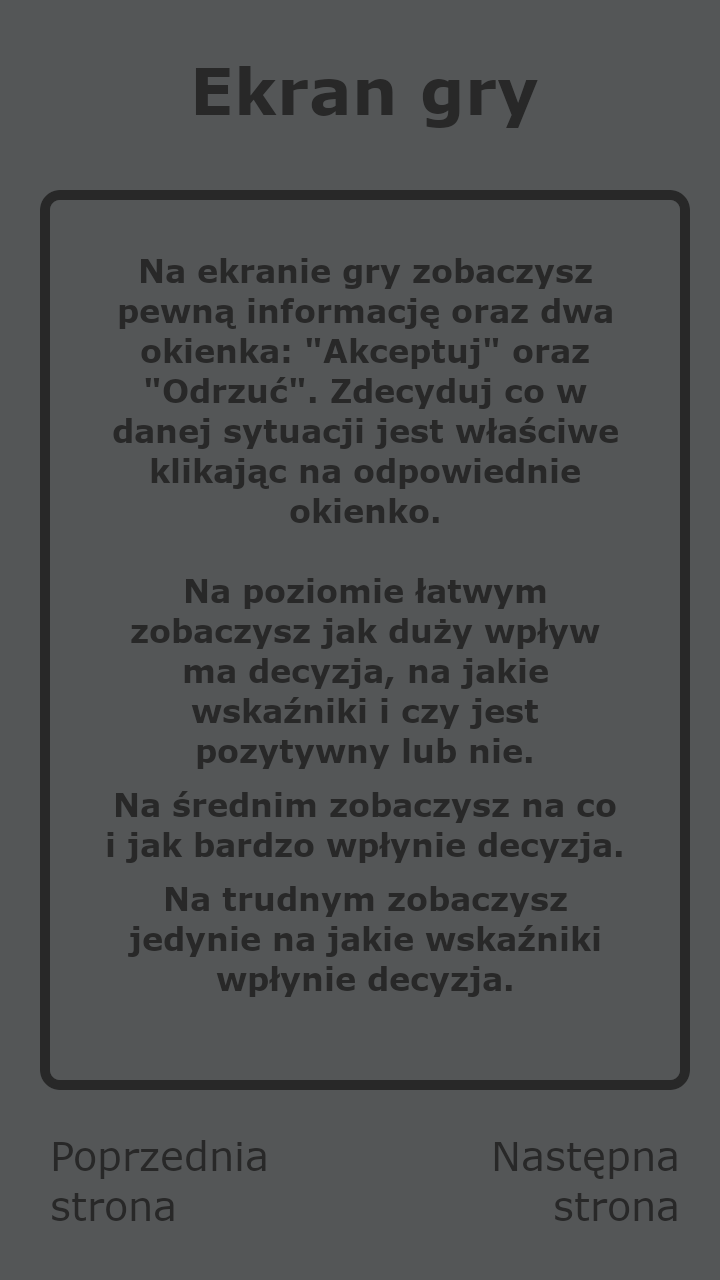 Ekran gry
Na ekranie gry zobaczysz
pewną informację oraz dwa
okienka: "Akceptuj" oraz
"Odrzuć". Zdecyduj co w
danej sytuacji jest właściwe
klikając na odpowiednie
okienko.
Na poziomie łatwym
zobaczysz jak duży wpływ
ma decyzja, na jakie
wskaźniki i czy jest
pozytywny lub nie.
Na średnim zobaczysz na co
i jak bardzo wpłynie decyzja.
Na trudnym zobaczysz
jedynie na jakie wskaźniki
wpłynie decyzja.
Poprzednia
strona
Następna
strona